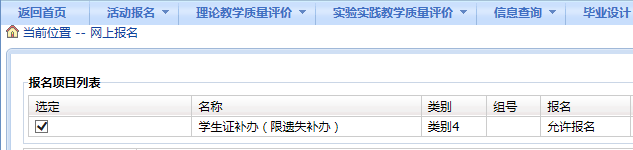 返回首页 活动报名 理论教学质量评价 实验实践教学质量评价 信息查询 毕业设计
当前位置 -- 网上报名
报名项目列表
选定 名称 类别 组号 报名
学生证补办（限遗失补办） 类别4 允许报名